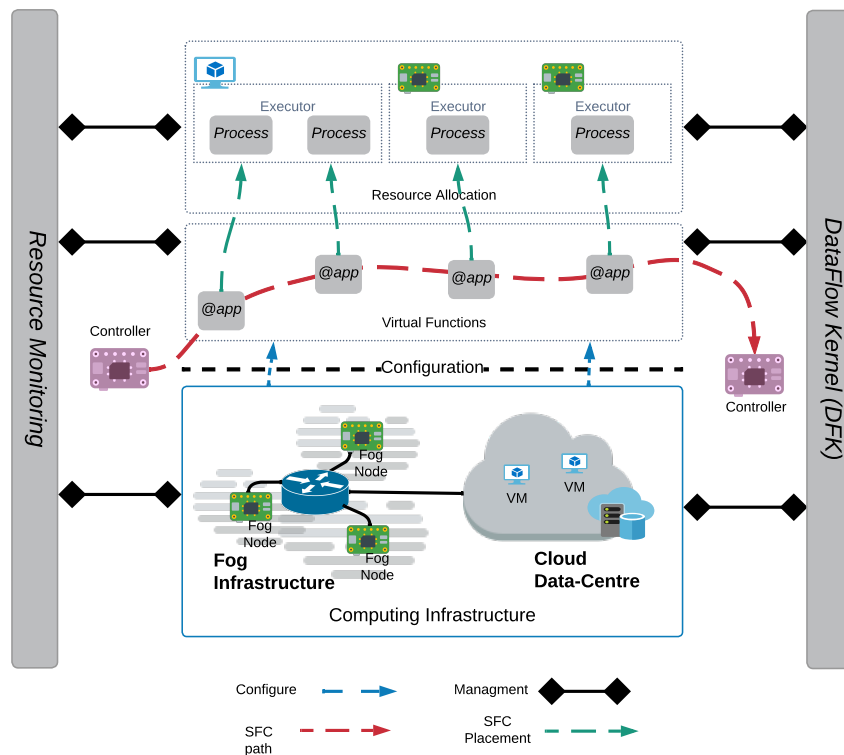 Resource Monitoring
DataFlow Kernel (DFK)
Executor
Executor
Executor
Process
Process
Process
Process
Resource Allocation
@app
@app
@app
@app
Virtual Functions
Controller
Controller
Configuration
Fog
Node
Fog
Node
Fog
Node
VM
VM
Fog
Infrastructure
Cloud
Data-Centre
Computing Infrastructure
Configure
Managment
SFC
path
SFC
Placement